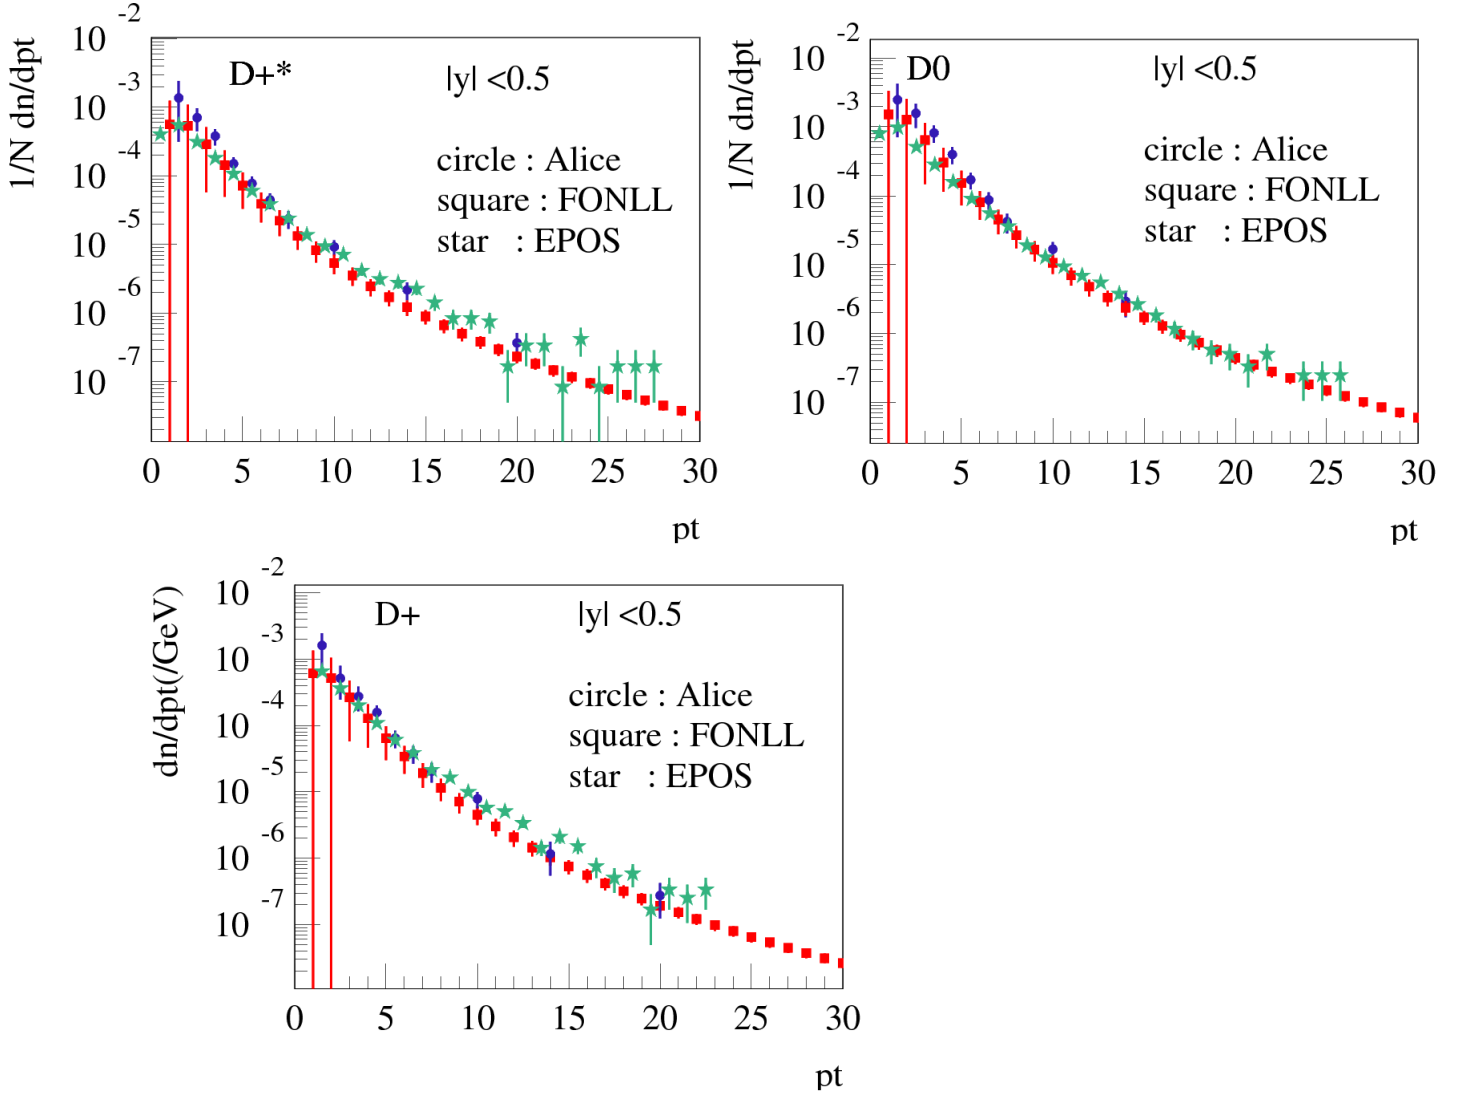 1/N dn/dpt
10 -2
10 -3
10 -4
10 -5
10 -6
10 -7
D+*
|y| <0.5
circle : Alice
square : FONLL
star : EPOS
0 5 10 15 20 25 30
pt
1/N dn/dpt
10 -2
10 -3
10 -4
10 -5
10 -6
10 -7
D0
|y| <0.5
circle : Alice
square : FONLL
star : EPOS
0 5 10 15 20 25 30
pt
dn/dpt(/GeV)
10 -2
10 -3
10 -4
10 -5
10 -6
10 -7
D+
|y| <0.5
circle : Alice
square : FONLL
star : EPOS
0 5 10 15 20 25 30
pt